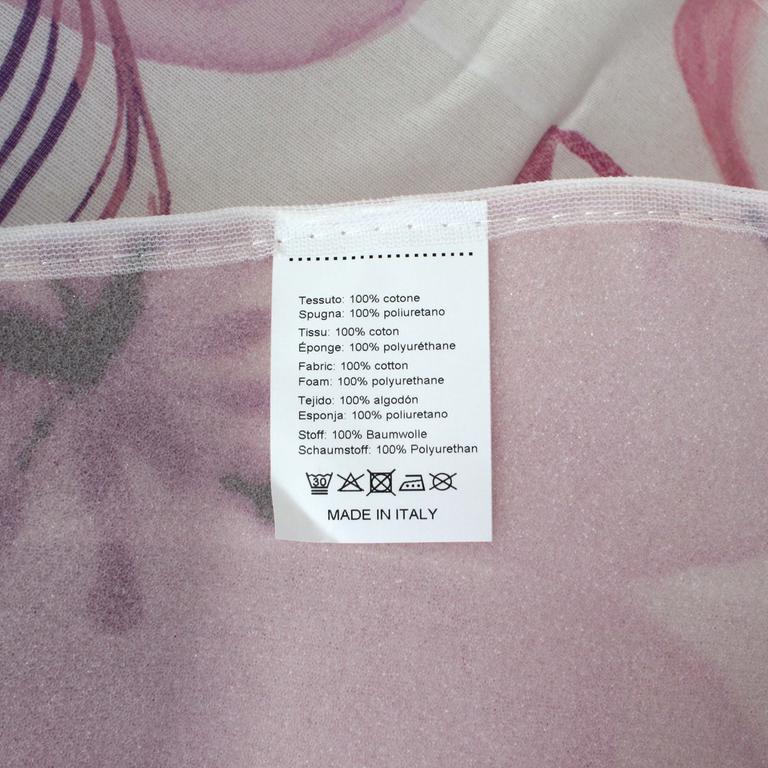 Tessuto: 100% cotone
Spugna: 100% poliuretano
Tissu: 100% coton
Éponge: 100% polyuréthane
Fabric: 100% cotton
Foam: 100% polyurethane
Tejido: 100% algodón
Esponja: 100% poliuretano
Stoff: 100% Baumwolle
Schaumstoff: 100% Polyurethan
30
MADE IN ITALY